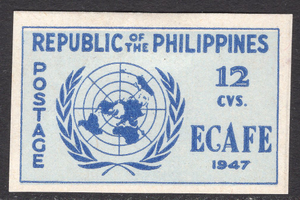 REPUBLIC OF THE PHILIPPINES
POSTAGE
12
CVS.
ECAFE
1947